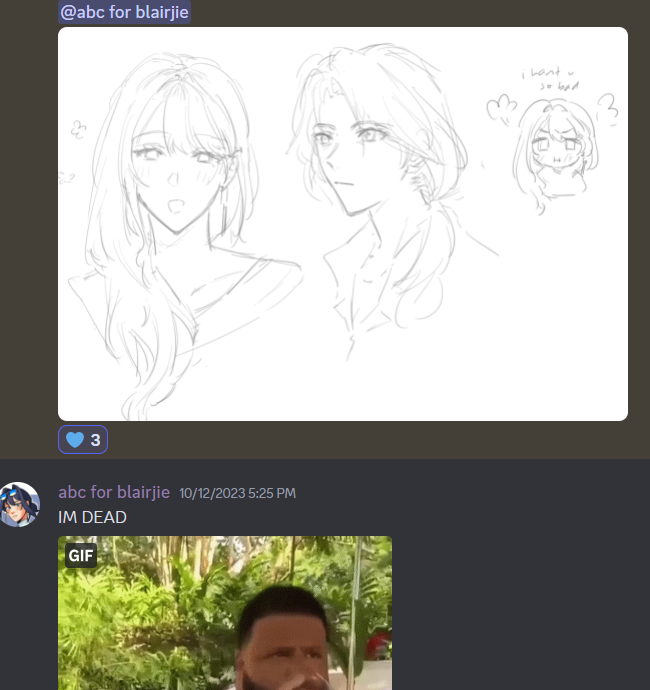 @abc for blairjie
i want
so bad
3
abc for blairjie 10/12/2023 5:25 PM
IM DEAD
GIF